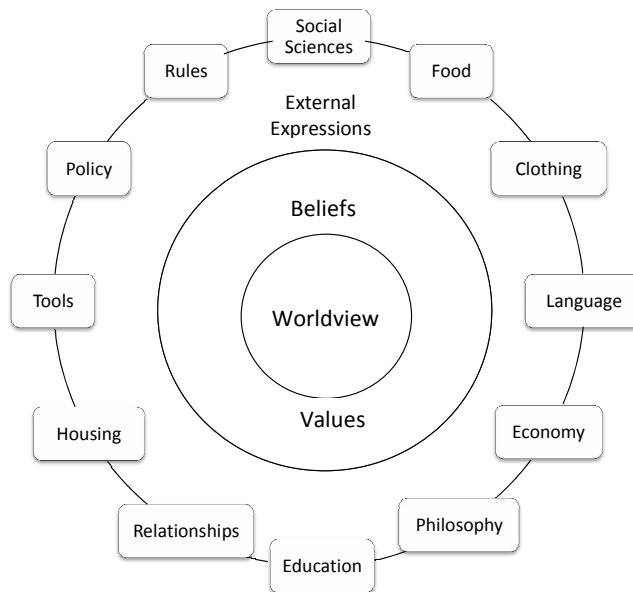 Social
Sciences
Rules
Food
External
Expressions
Policy
Clothing
Beliefs
Tools
Worldview
Language
Values
Housing
Economy
Relationships
Philosophy
Education